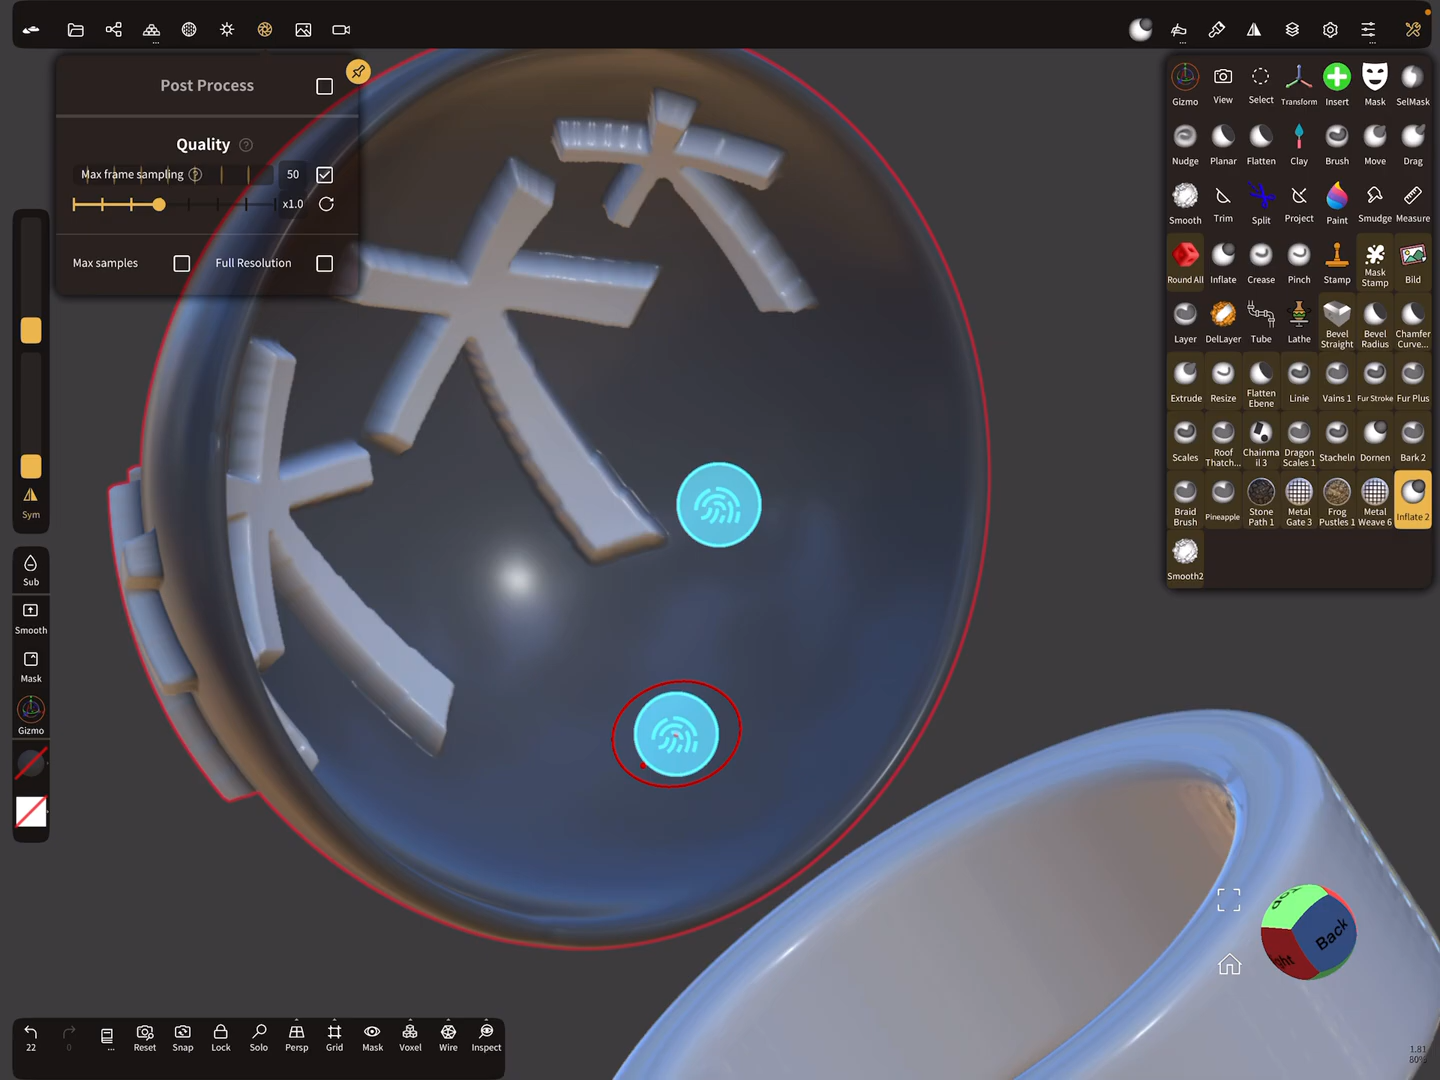 Post Process
Quality ?
Max frame sampling ? 50
x1.0
Max samples Full Resolution
Sym
Sub
Smooth
Mask
Gizmo
Gizmo View Select Transform Insert Mask SelMask
Nudge Planar Flatten Clay Brush Move Drag
Smooth Trim Split Project Paint Smudge Measure
Round All Inflate Crease Pinch Stamp Mask Stamp Bild
Layer DelLayer Tube Lathe Bevel Straight Bevel Radius Chamfer Curve...
Extrude Resize Flatten Ebene Linie Vains 1 Fur Stroke Fur Plus
Scales Roof Thatch... Chainmail 3 Dragon Scales 1 Stacheln Dornen Bark 2
Braid Brush Pineapple Stone Path 1 Metal Gate 3 Frog Pustles 1 Metal Weave 6 Inflate 2
Smooth2
Back
ght
22 0 ... Reset Snap Lock Solo Persp Grid Mask Voxel Wire Inspect
1.81
80%